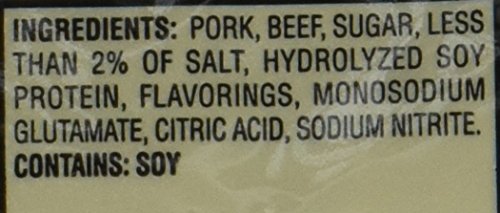 INGREDIENTS: PORK, BEEF, SUGAR, LESS
THAN 2% OF SALT, HYDROLYZED SOY
PROTEIN, FLAVORINGS, MONOSODIUM
GLUTAMATE, CITRIC ACID, SODIUM NITRITE.
CONTAINS: SOY